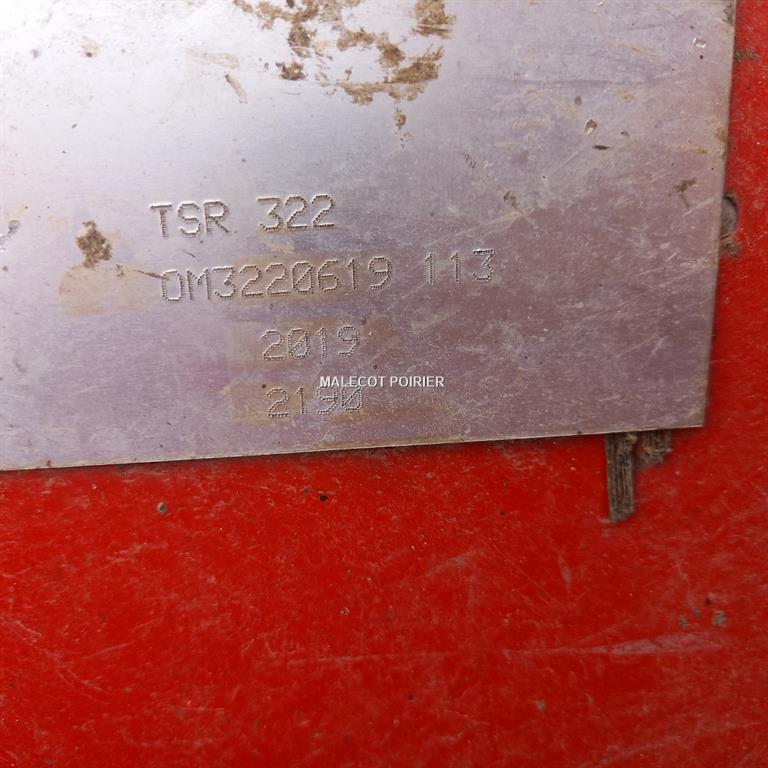 TSR 322
OM3220619 113
2019
MALECOT POIRIER
2190